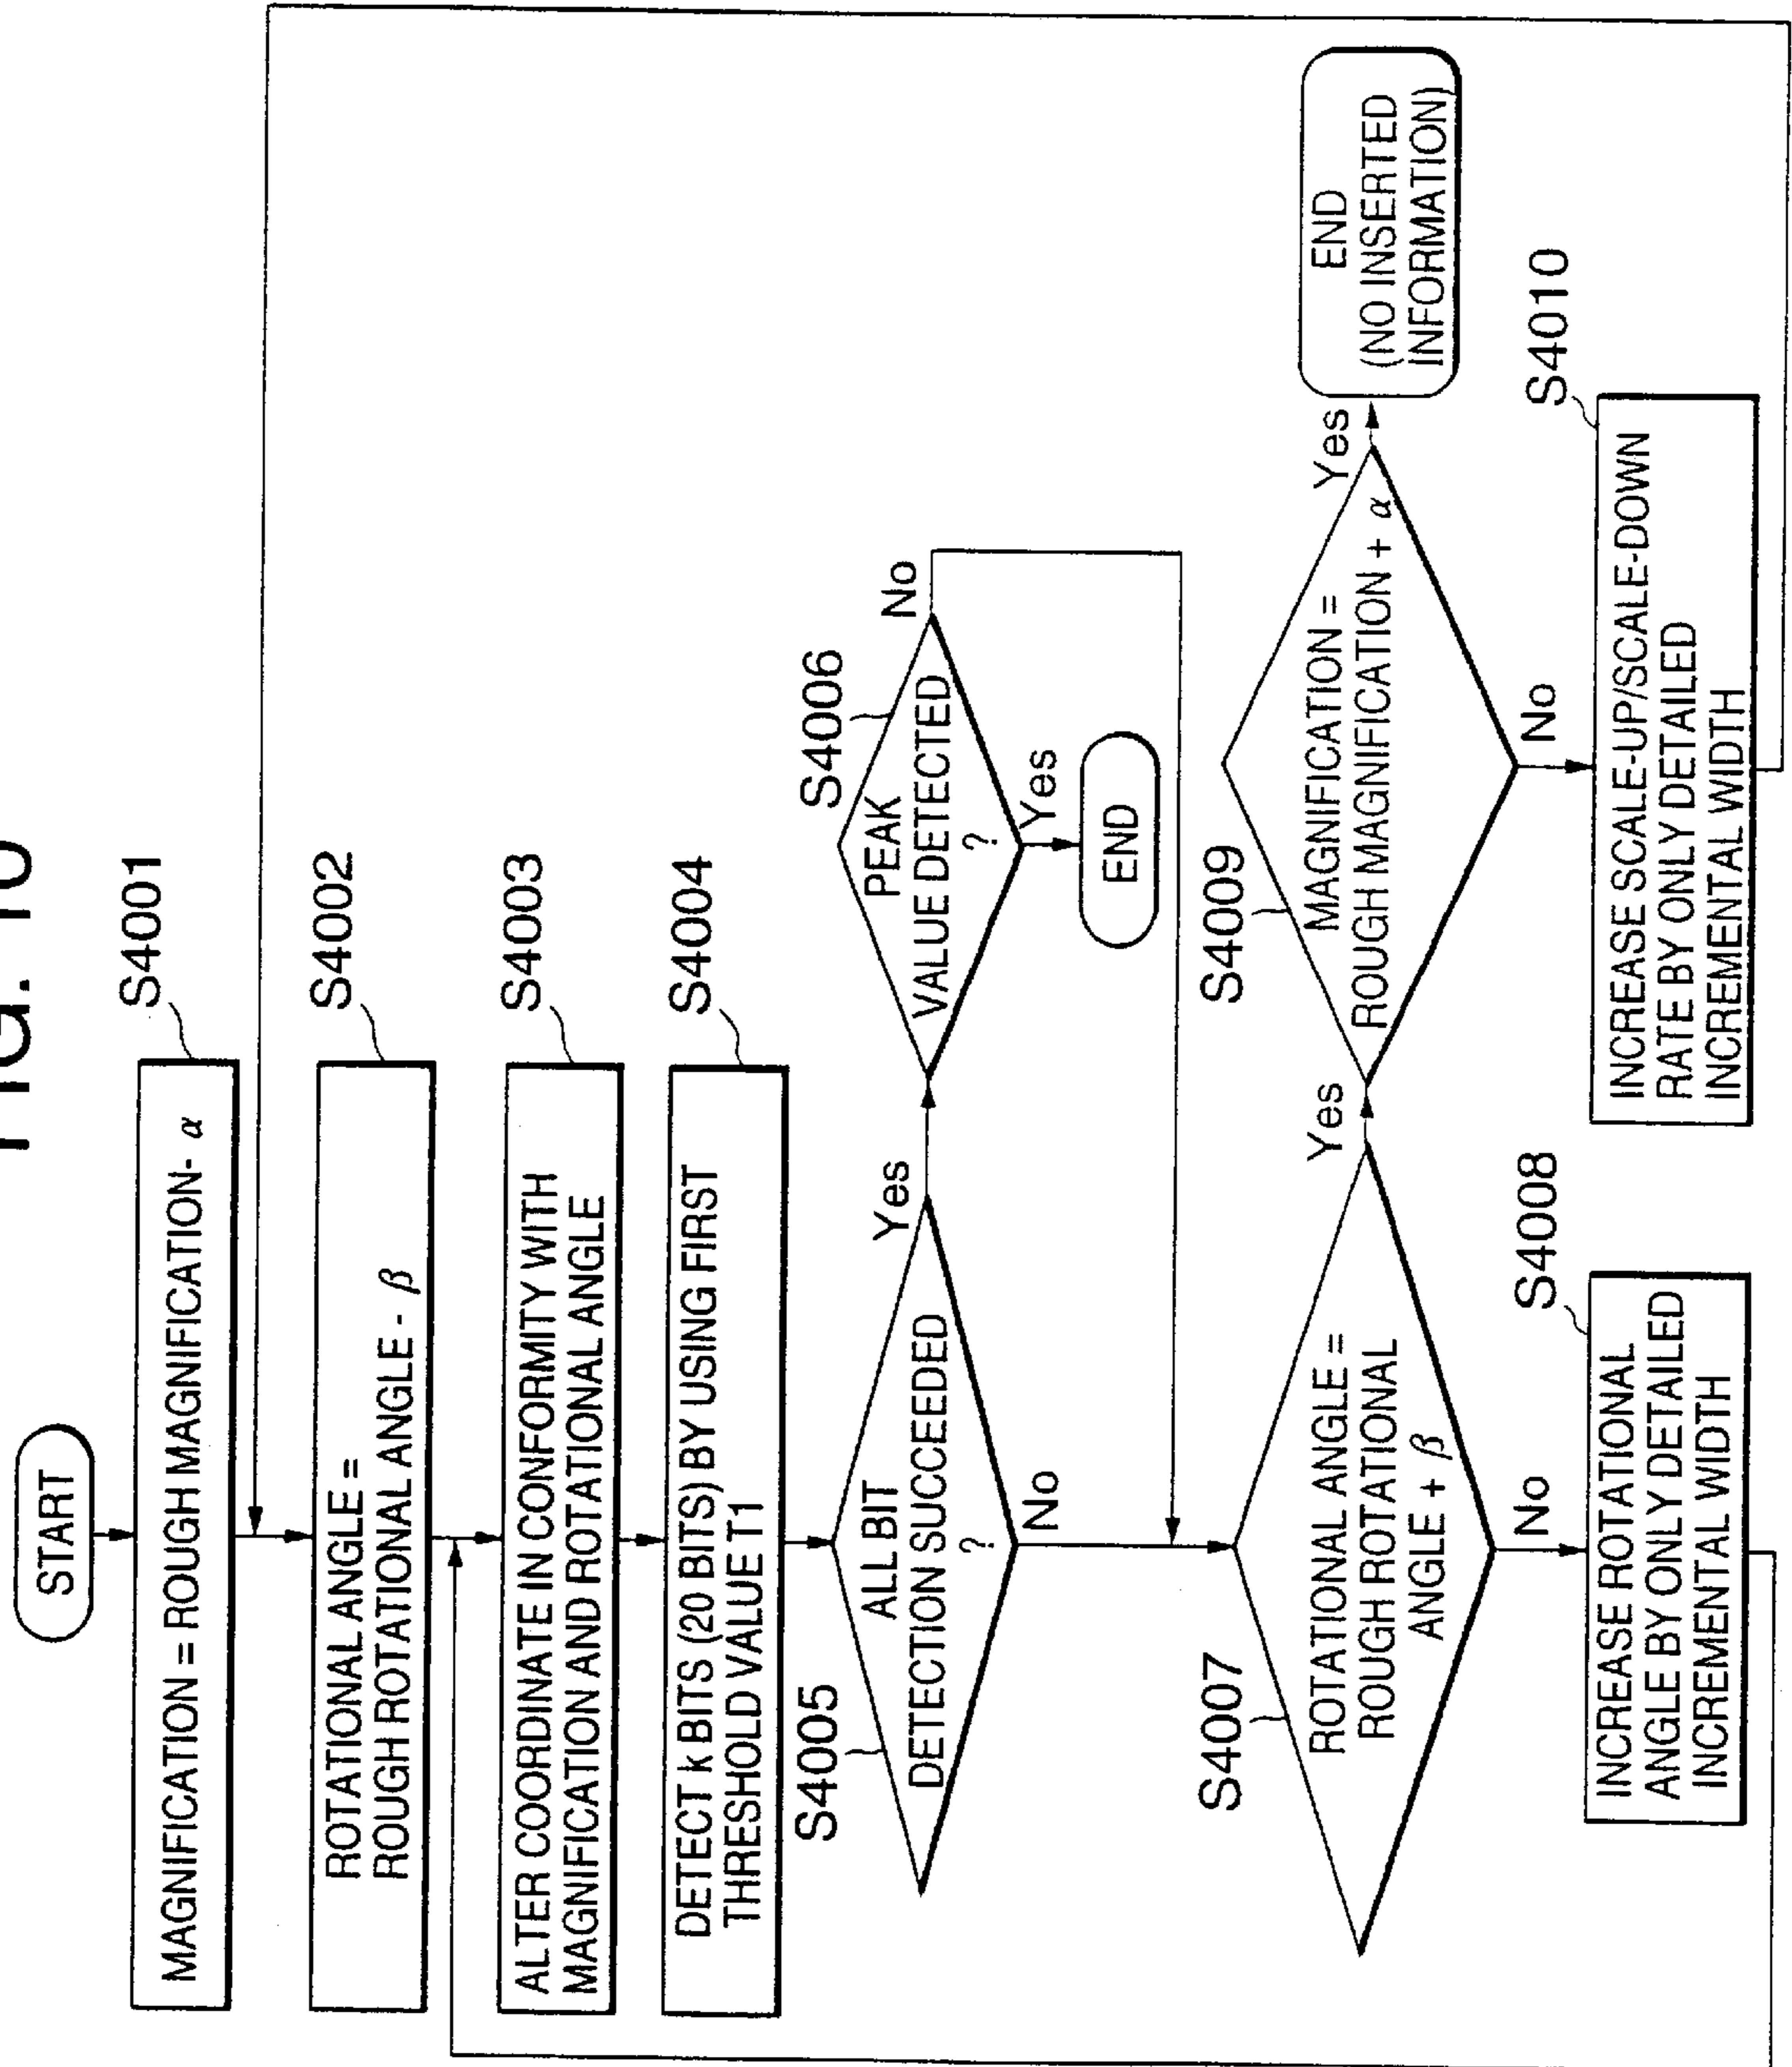 START
S4001
MAGNIFICATION = ROUGH MAGNIFICATION- α
S4002
ROTATIONAL ANGLE =
ROUGH ROTATIONAL ANGLE - β
S4003
ALTER COORDINATE IN CONFORMITY WITH
MAGNIFICATION AND ROTATIONAL ANGLE
S4004
DETECT k BITS (20 BITS) BY USING FIRST
THRESHOLD VALUE T1
S4005
ALL BIT
DETECTION SUCCEEDED
?
Yes
No
S4006
PEAK
VALUE DETECTED
?
No
Yes
END
S4007
ROTATIONAL ANGLE =
ROUGH ROTATIONAL
ANGLE + β
Yes
No
S4008
INCREASE ROTATIONAL
ANGLE BY ONLY DETAILED
INCREMENTAL WIDTH
S4009
MAGNIFICATION =
ROUGH MAGNIFICATION + α
Yes
No
END
(NO INSERTED
INFORMATION)
S4010
INCREASE SCALE-UP/SCALE-DOWN
RATE BY ONLY DETAILED
INCREMENTAL WIDTH